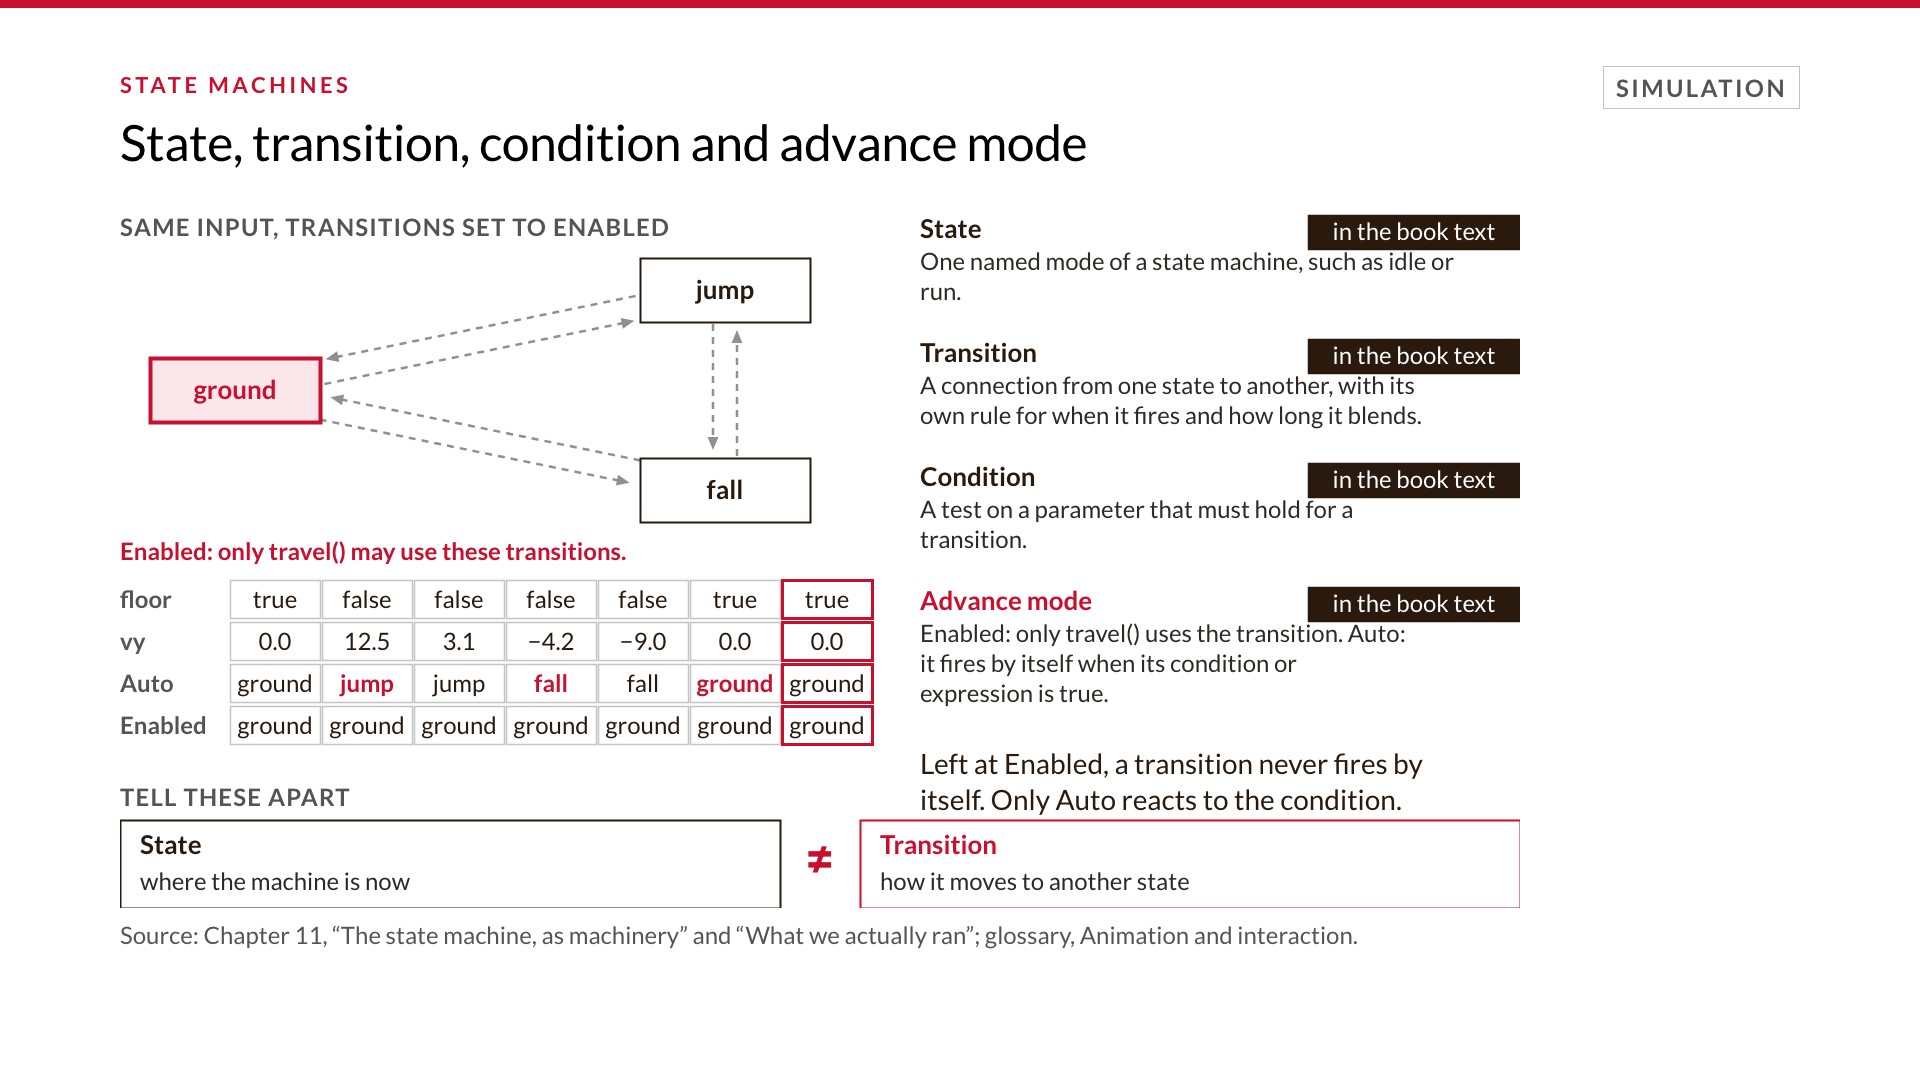 STATE MACHINES
SIMULATION
State, transition, condition and advance mode
SAME INPUT, TRANSITIONS SET TO ENABLED
jump
ground
fall
Enabled: only travel() may use these transitions.
floor true false false false false true true
vy 0.0 12.5 3.1 −4.2 −9.0 0.0 0.0
Auto ground jump jump fall fall ground ground
Enabled ground ground ground ground ground ground ground
State in the book text
One named mode of a state machine, such as idle or
run.
Transition in the book text
A connection from one state to another, with its
own rule for when it fires and how long it blends.
Condition in the book text
A test on a parameter that must hold for a
transition.
Advance mode in the book text
Enabled: only travel() uses the transition. Auto:
it fires by itself when its condition or
expression is true.
Left at Enabled, a transition never fires by
itself. Only Auto reacts to the condition.
TELL THESE APART
State
where the machine is now
≠
Transition
how it moves to another state
Source: Chapter 11, “The state machine, as machinery” and “What we actually ran”; glossary, Animation and interaction.